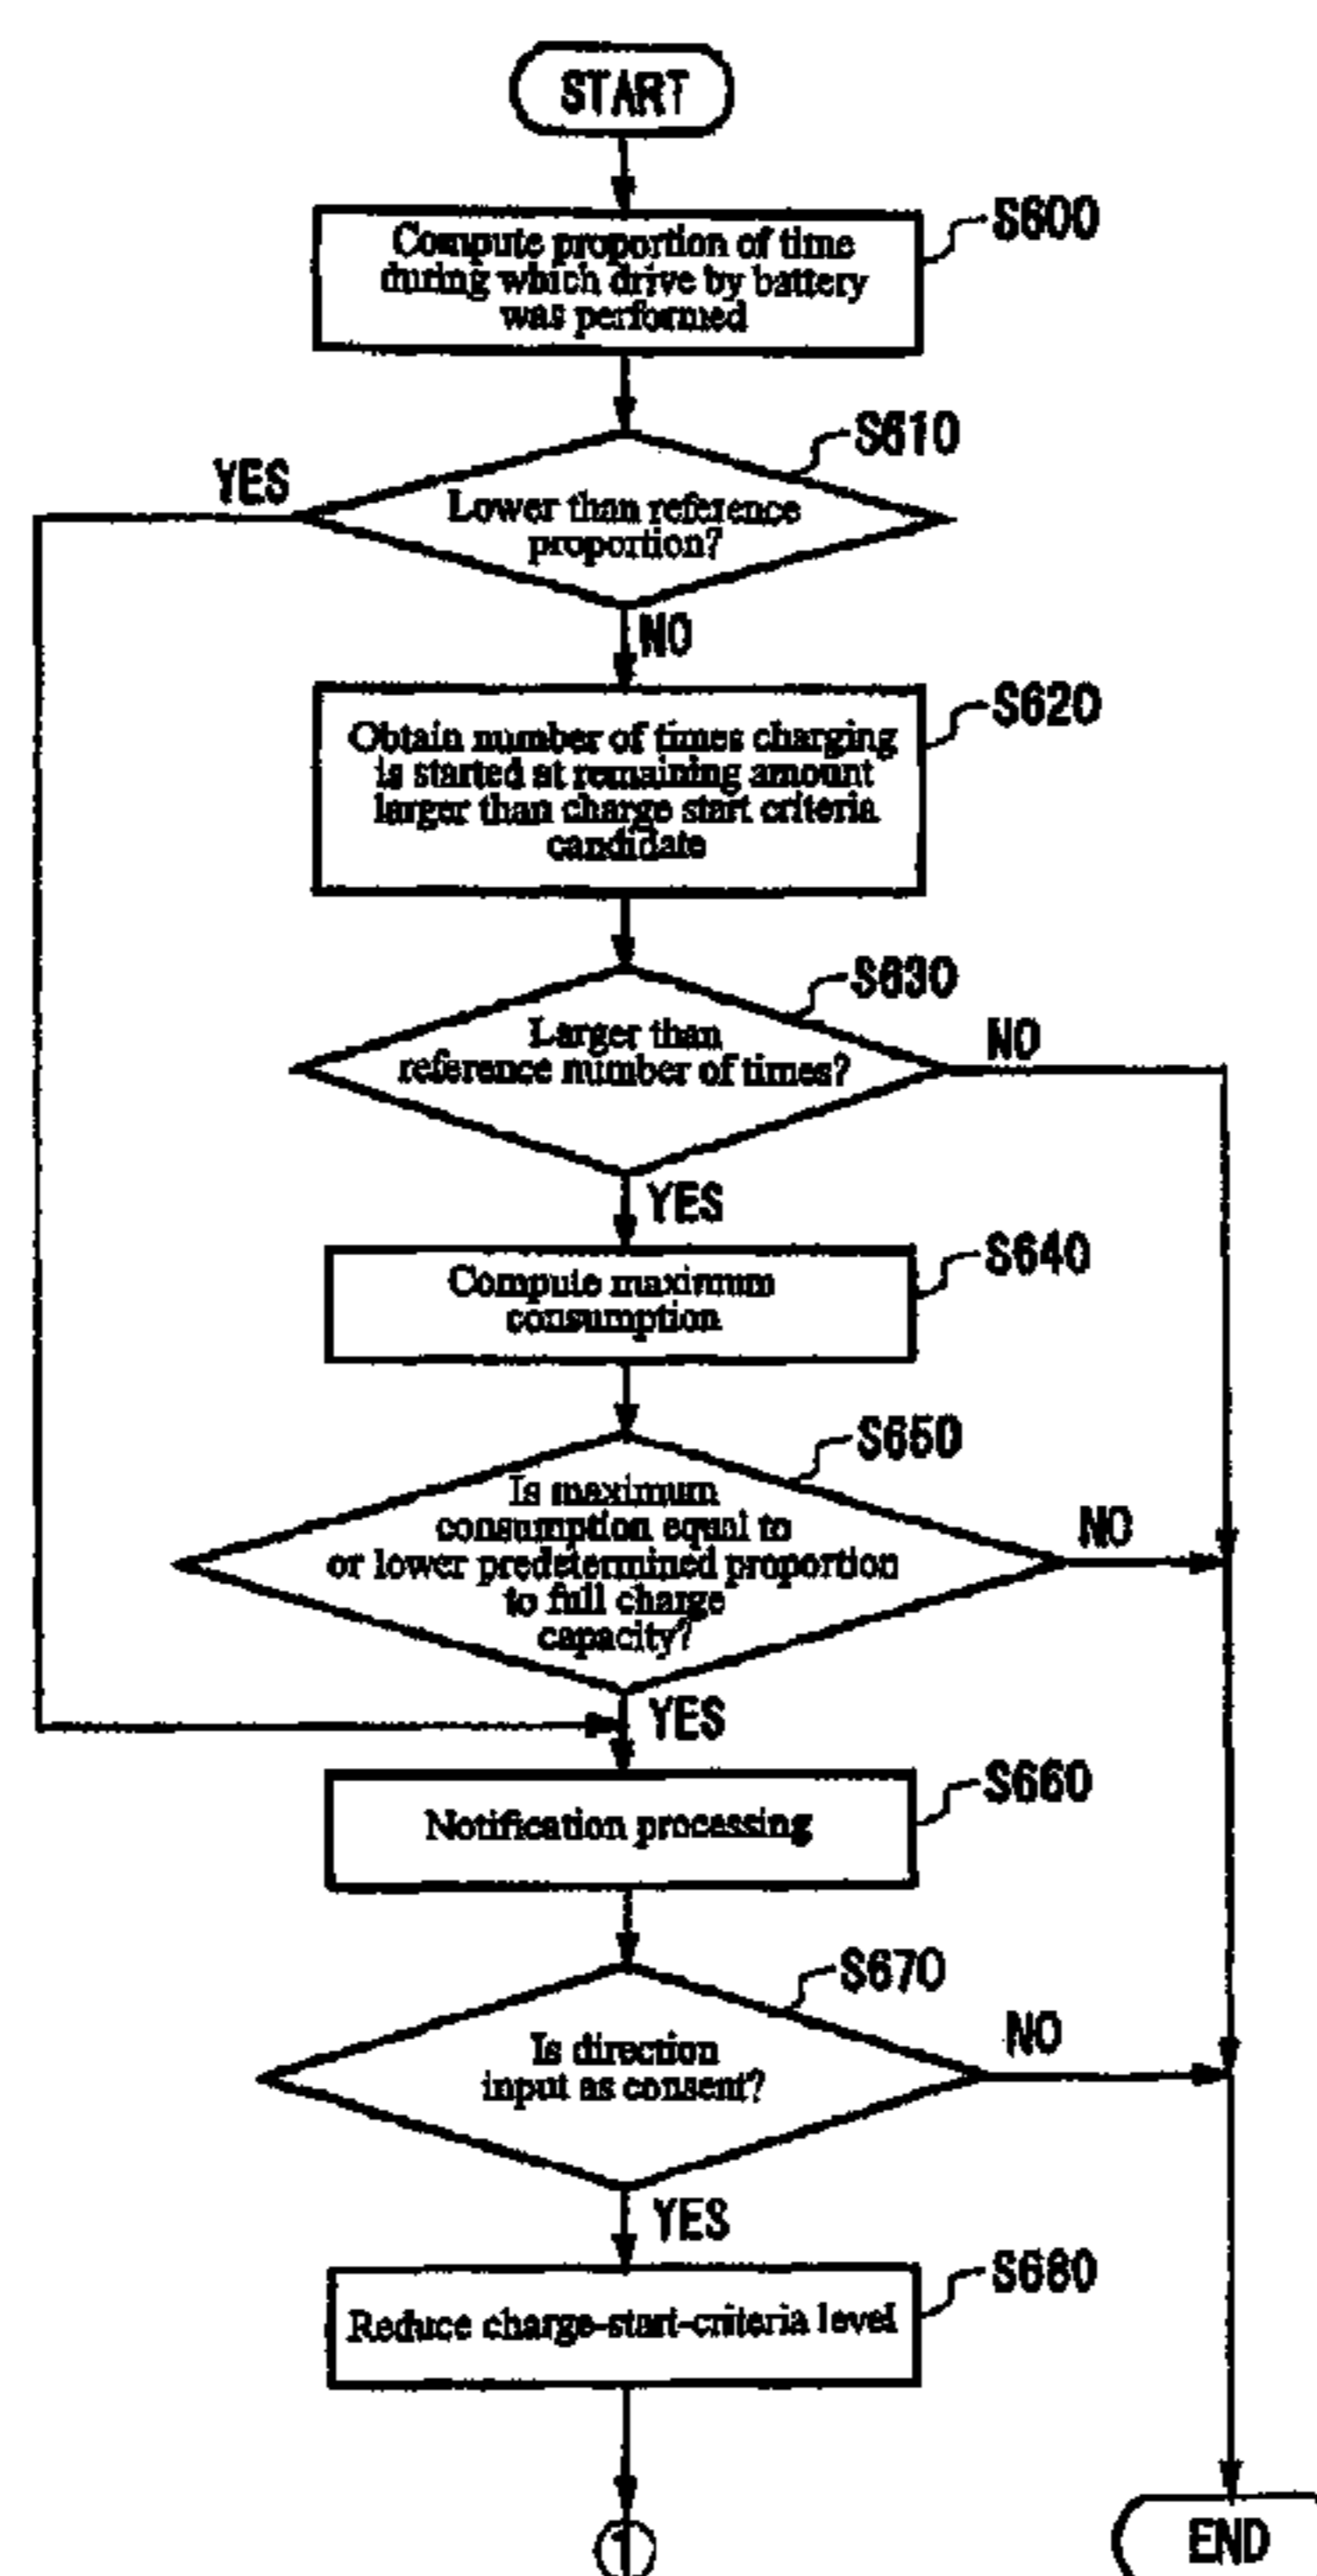 START
Compute proportion of time
during which drive by battery
was performed
S600
S610
YES
Lower than reference
proportion?
NO
S620
Obtain number of times charging
is started at remaining amount
larger than charge start criteria
candidate
S630
Larger than
reference number of times?
NO
YES
S640
Compute maximum
consumption
S650
Is maximum
consumption equal to
or lower predetermined proportion
to full charge
capacity?
NO
YES
S660
Notification processing
S670
Is direction
input as consent?
NO
YES
S680
Reduce charge-start-criteria level
1
END